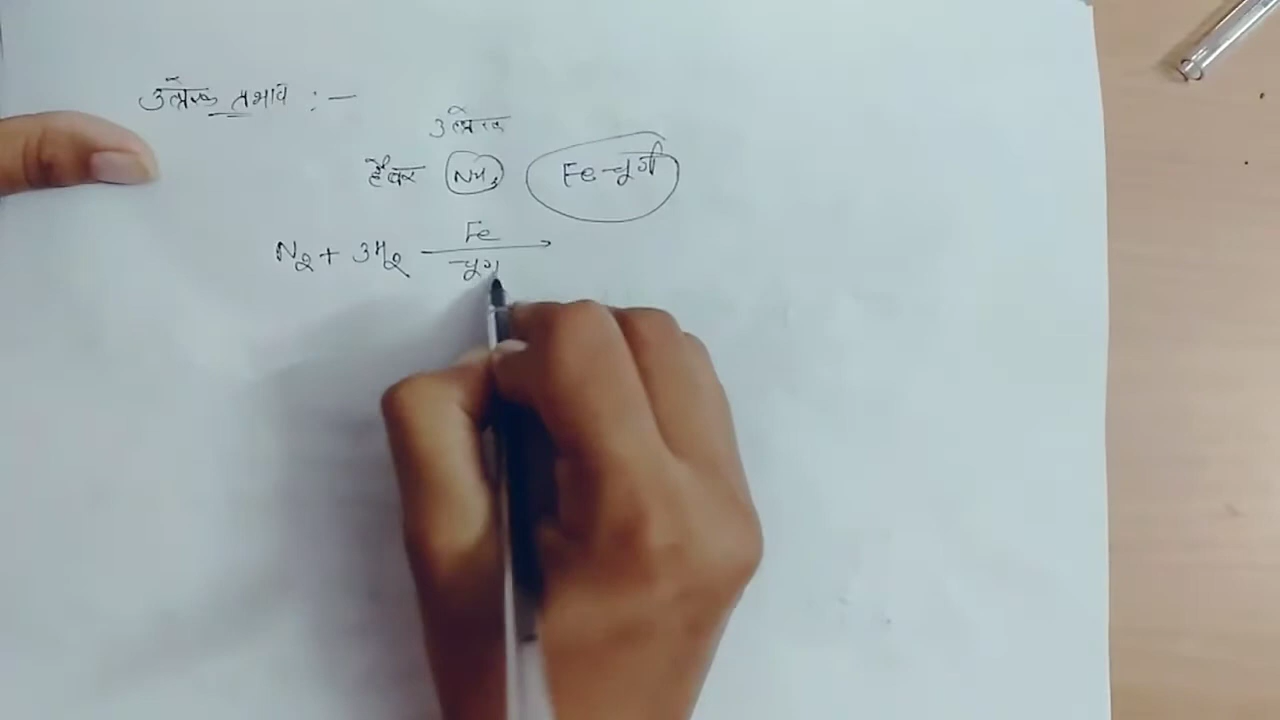 उत्प्रेरक प्रभाव :-
उत्प्रेरक
हैबर NH3 Fe-चूर्ण
N2 + 3H2 Fe
चूर्ण